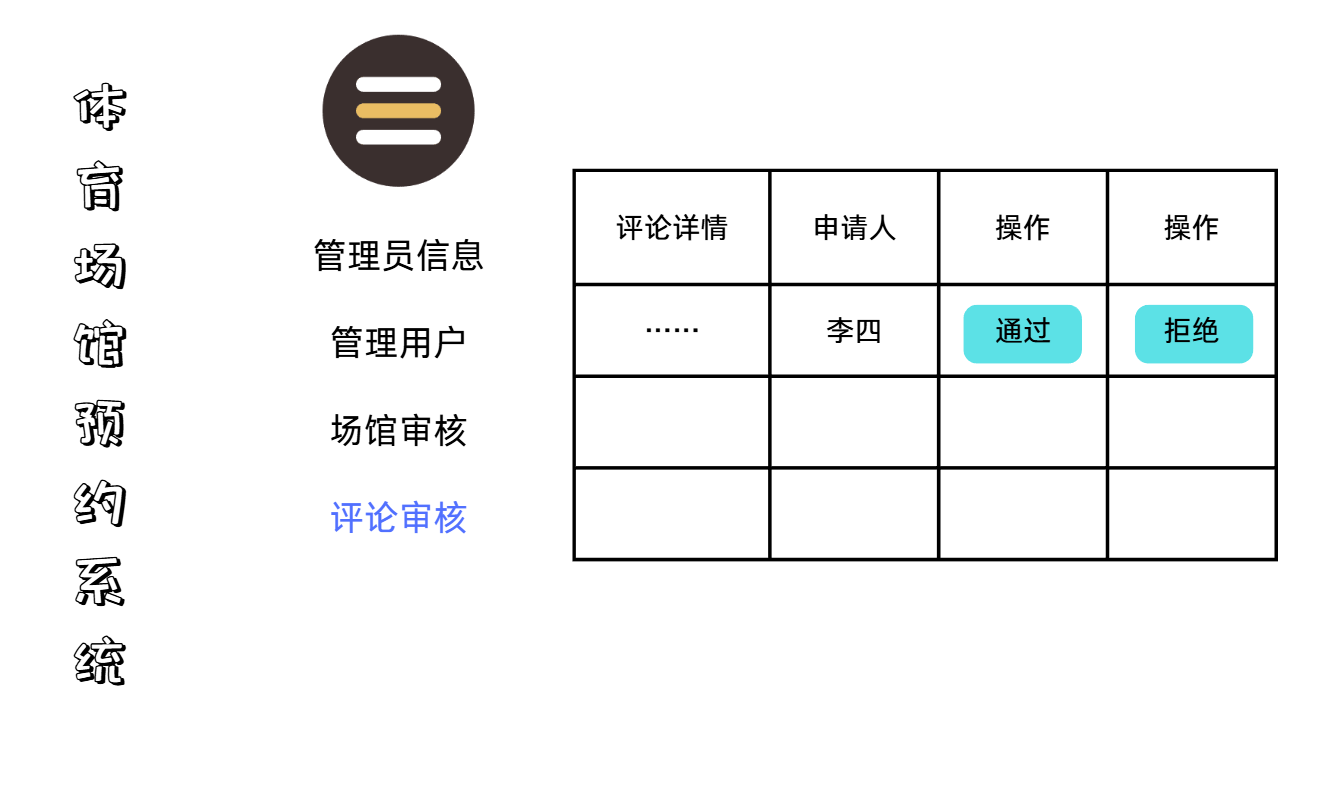 体育场馆预约系统
管理员信息
管理用户
场馆审核
评论审核
评论详情 申请人 操作 操作
…… 李四 通过 拒绝